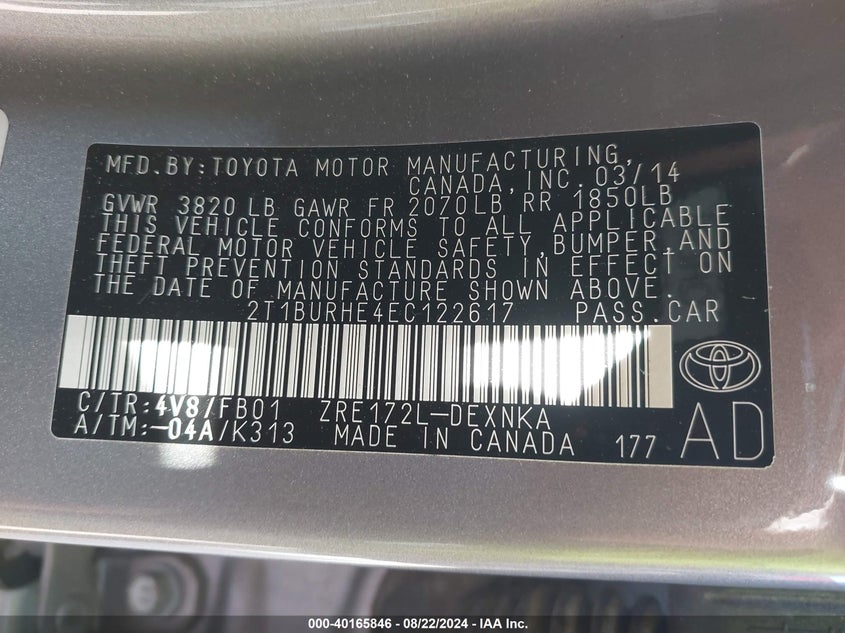 MFD.BY:TOYOTA MOTOR MANUFACTURING,
CANADA,INC.03/14
GVWR 3820 LB GAWR FR 2070LB RR 1850LB
THIS VEHICLE CONFORMS TO ALL APPLICABLE
FEDERAL MOTOR VEHICLE SAFETY,BUMPER,AND
THEFT PREVENTION STANDARDS IN EFFECT ON
THE DATE OF MANUFACTURE SHOWN ABOVE.
2T1BURHE4EC122617 PASS.CAR
C/TR:4V8/FB01 ZRE172L-DEXNKA
A/TM:-04A/K313 MADE IN CANADA 177 AD
000-40165846 - 08/22/2024 - IAA Inc.